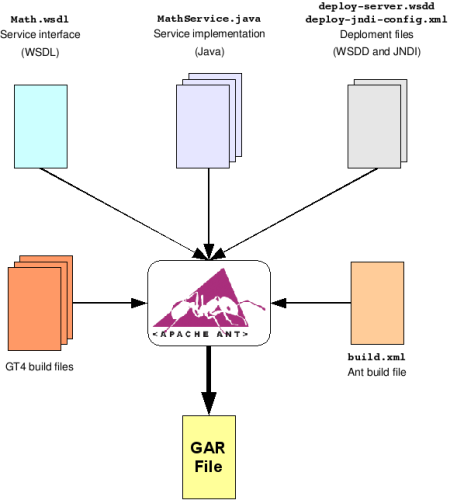 Math.wsdl
Service interface
(WSDL)
MathService.java
Service implementation
(Java)
deploy-server.wsdd
deploy-jndi-config.xml
Deploment files
(WSDD and JNDI)
<APACHE ANT>
GT4 build files
build.xml
Ant build file
GAR
File